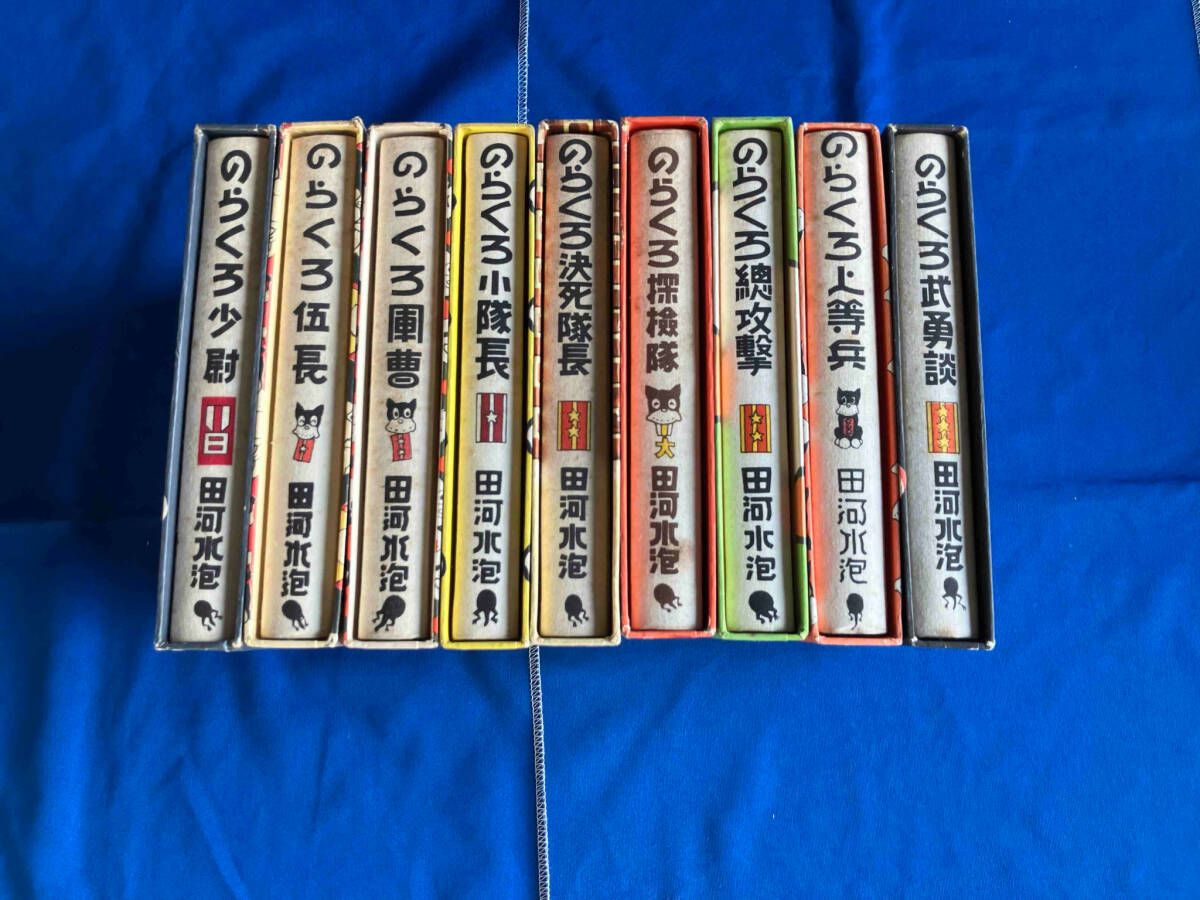 のらくろ少尉
田河水泡
のらくろ伍長
田河水泡
のらくろ軍曹
田河水泡
のらくろ小隊長
田河水泡
のらくろ決死隊長
田河水泡
のらくろ探檢隊
大
田河水泡
のらくろ總攻撃
田河水泡
のらくろ上等兵
田河水泡
のらくろ武勇談
田河水泡